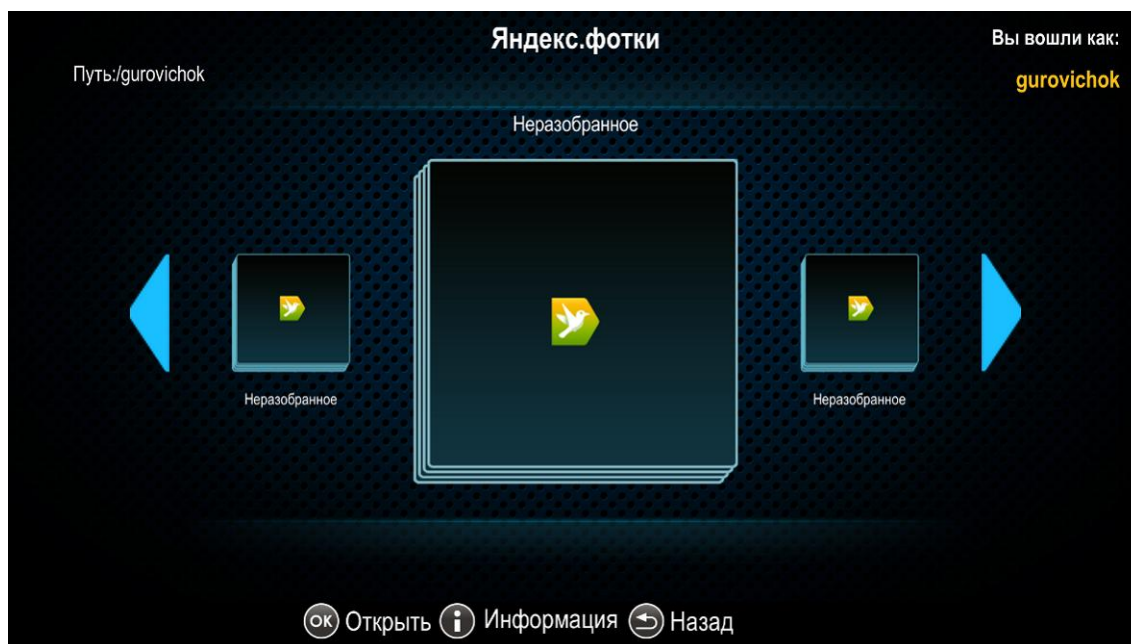 Яндекс.фотки
Вы вошли как:
Путь:/gurovichok
gurovichok
Неразобранное
Неразобранное
Неразобранное
OK Открыть i Информация Назад